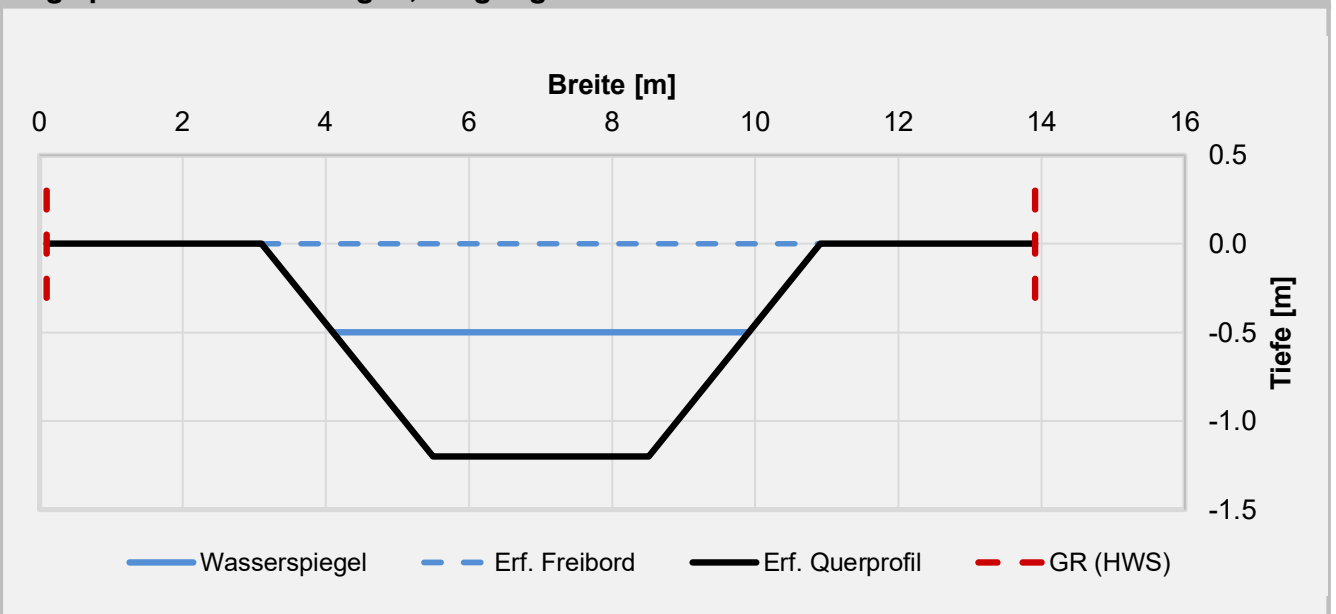 Breite [m]
0 2 4 6 8 10 12 14 16
0.5
0.0
-0.5
-1.0
-1.5
Tiefe [m]
Wasserspiegel Erf. Freibord Erf. Querprofil GR (HWS)